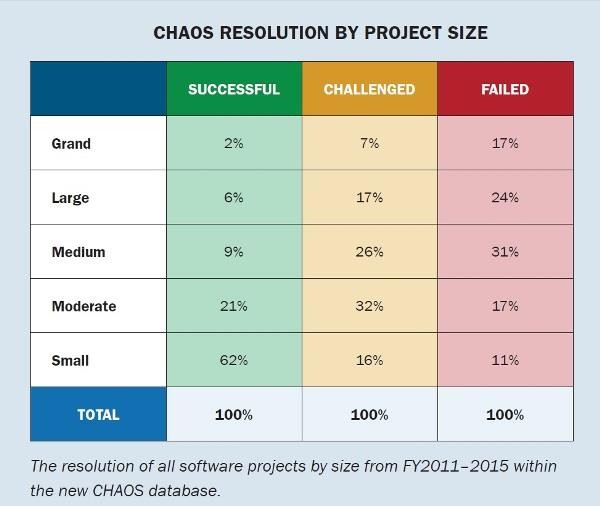 CHAOS RESOLUTION BY PROJECT SIZE
SUCCESSFUL CHALLENGED FAILED
Grand 2% 7% 17%
Large 6% 17% 24%
Medium 9% 26% 31%
Moderate 21% 32% 17%
Small 62% 16% 11%
TOTAL 100% 100% 100%
The resolution of all software projects by size from FY2011–2015 within
the new CHAOS database.